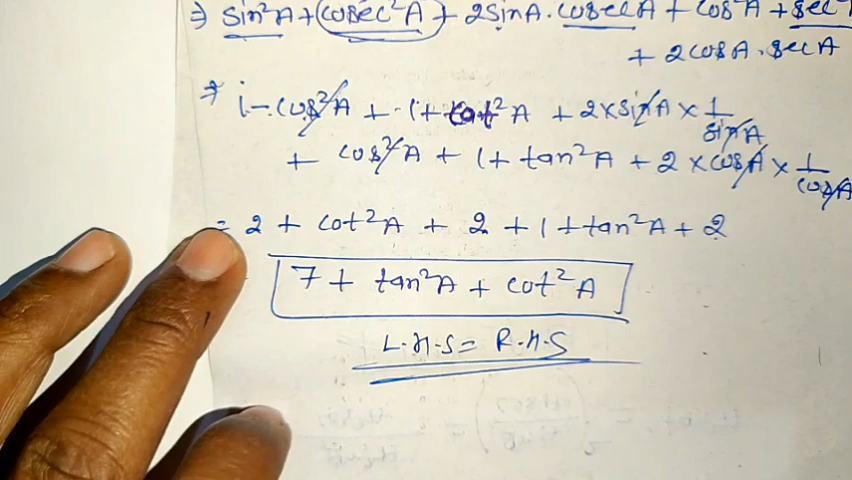 ⇒ sin²A + cosec²A + 2sinA. cosecA + cos²A + sec²
+ 2cosA.secA
⇒ 1 - cos²A + 1 + cot²A + 2×sinA × 1/sinA
+ cos²A + 1 + tan²A + 2 × cosA × 1/cosA
= 2 + cot²A + 2 + 1 + tan²A + 2
7 + tan²A + cot²A
L.H.S = R.H.S